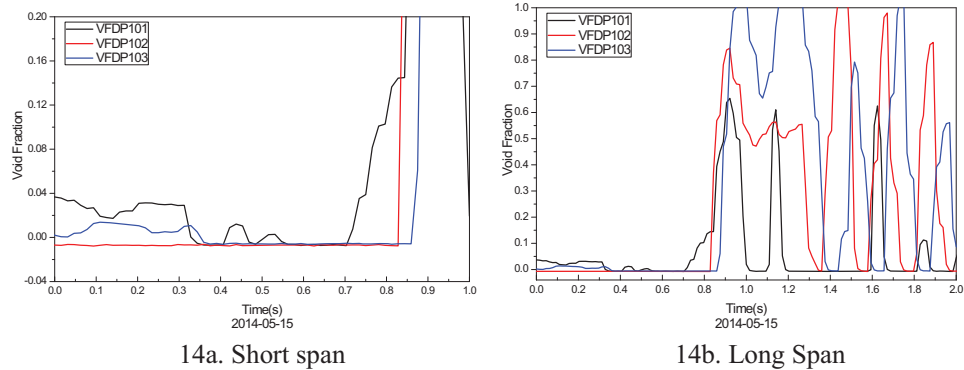 0.20
0.16
0.12
0.08
0.04
0.00
-0.04
Void Fraction
VFDP101
VFDP102
VFDP103
0.0 0.1 0.2 0.3 0.4 0.5 0.6 0.7 0.8 0.9 1.0
Time(s)
2014-05-15
14a. Short span
1.0
0.9
0.8
0.7
0.6
0.5
0.4
0.3
0.2
0.1
0.0
Void Fraction
VFDP101
VFDP102
VFDP103
0.0 0.2 0.4 0.6 0.8 1.0 1.2 1.4 1.6 1.8 2.0
Time(s)
2014-05-15
14b. Long Span